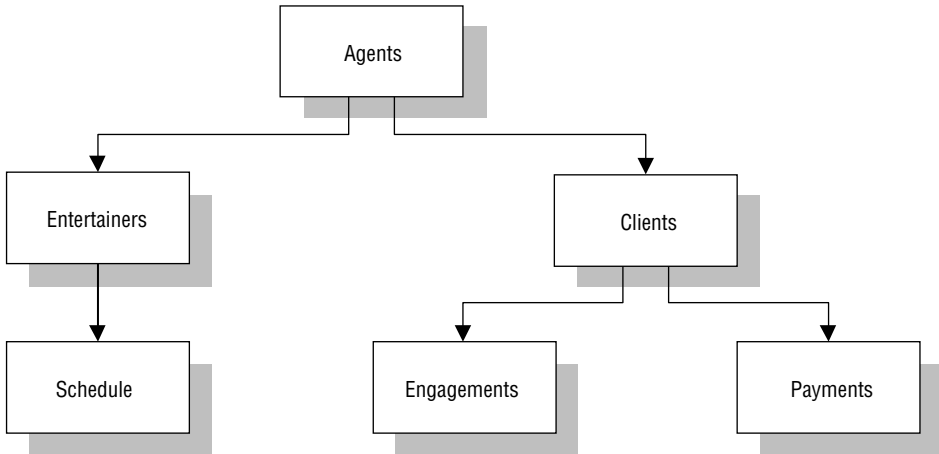 Agents
Entertainers
Clients
Schedule
Engagements
Payments